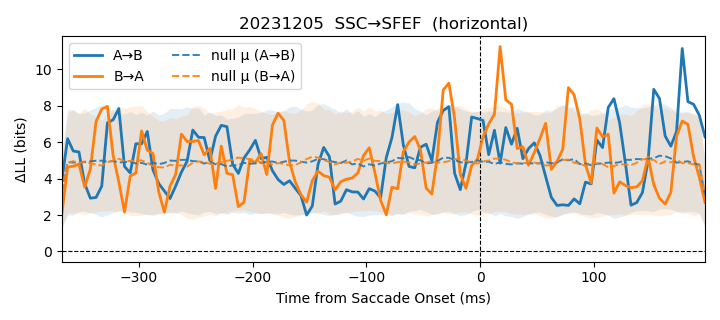 20231205  SSC→SFEF  (horizontal)
A→B
B→A
null μ (A→B)
null μ (B→A)
ΔLL (bits)
10
8
6
4
2
0
−300
−200
−100
0
100
Time from Saccade Onset (ms)